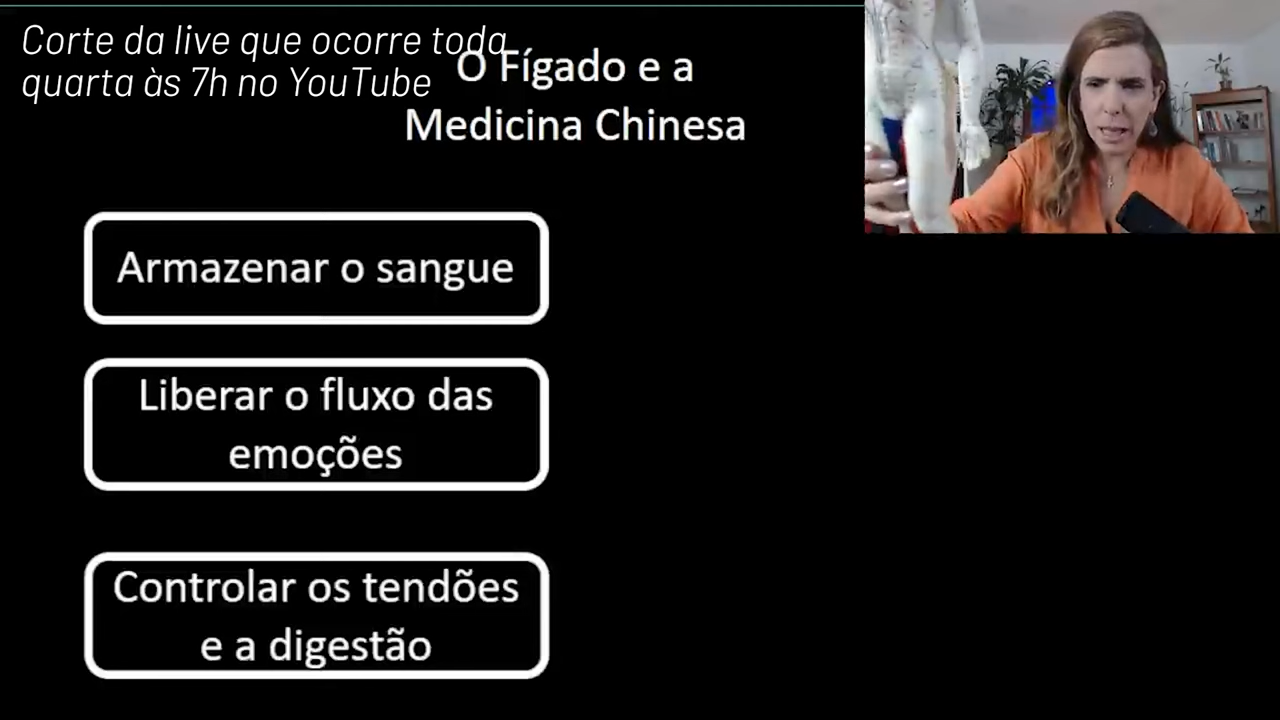 Corte da live que ocorre toda
quarta às 7h no YouTube
O Fígado e a
Medicina Chinesa
Armazenar o sangue
Liberar o fluxo das
emoções
Controlar os tendões
e a digestão